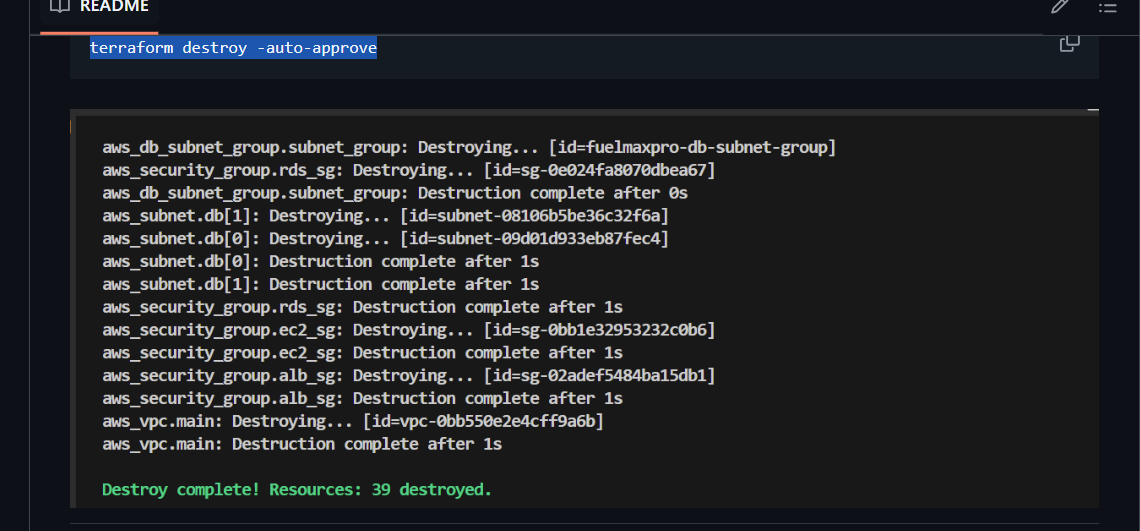 README
terraform destroy -auto-approve
aws_db_subnet_group.subnet_group: Destroying... [id=fuelmaxpro-db-subnet-group]
aws_security_group.rds_sg: Destroying... [id=sg-0e024fa8070dbea67]
aws_db_subnet_group.subnet_group: Destruction complete after 0s
aws_subnet.db[1]: Destroying... [id=subnet-08106b5be36c32f6a]
aws_subnet.db[0]: Destroying... [id=subnet-09d01d933eb87fec4]
aws_subnet.db[0]: Destruction complete after 1s
aws_subnet.db[1]: Destruction complete after 1s
aws_security_group.rds_sg: Destruction complete after 1s
aws_security_group.ec2_sg: Destroying... [id=sg-0bb1e32953232c0b6]
aws_security_group.ec2_sg: Destruction complete after 1s
aws_security_group.alb_sg: Destroying... [id=sg-02adef5484ba15db1]
aws_security_group.alb_sg: Destruction complete after 1s
aws_vpc.main: Destroying... [id=vpc-0bb550e2e4cff9a6b]
aws_vpc.main: Destruction complete after 1s
Destroy complete! Resources: 39 destroyed.